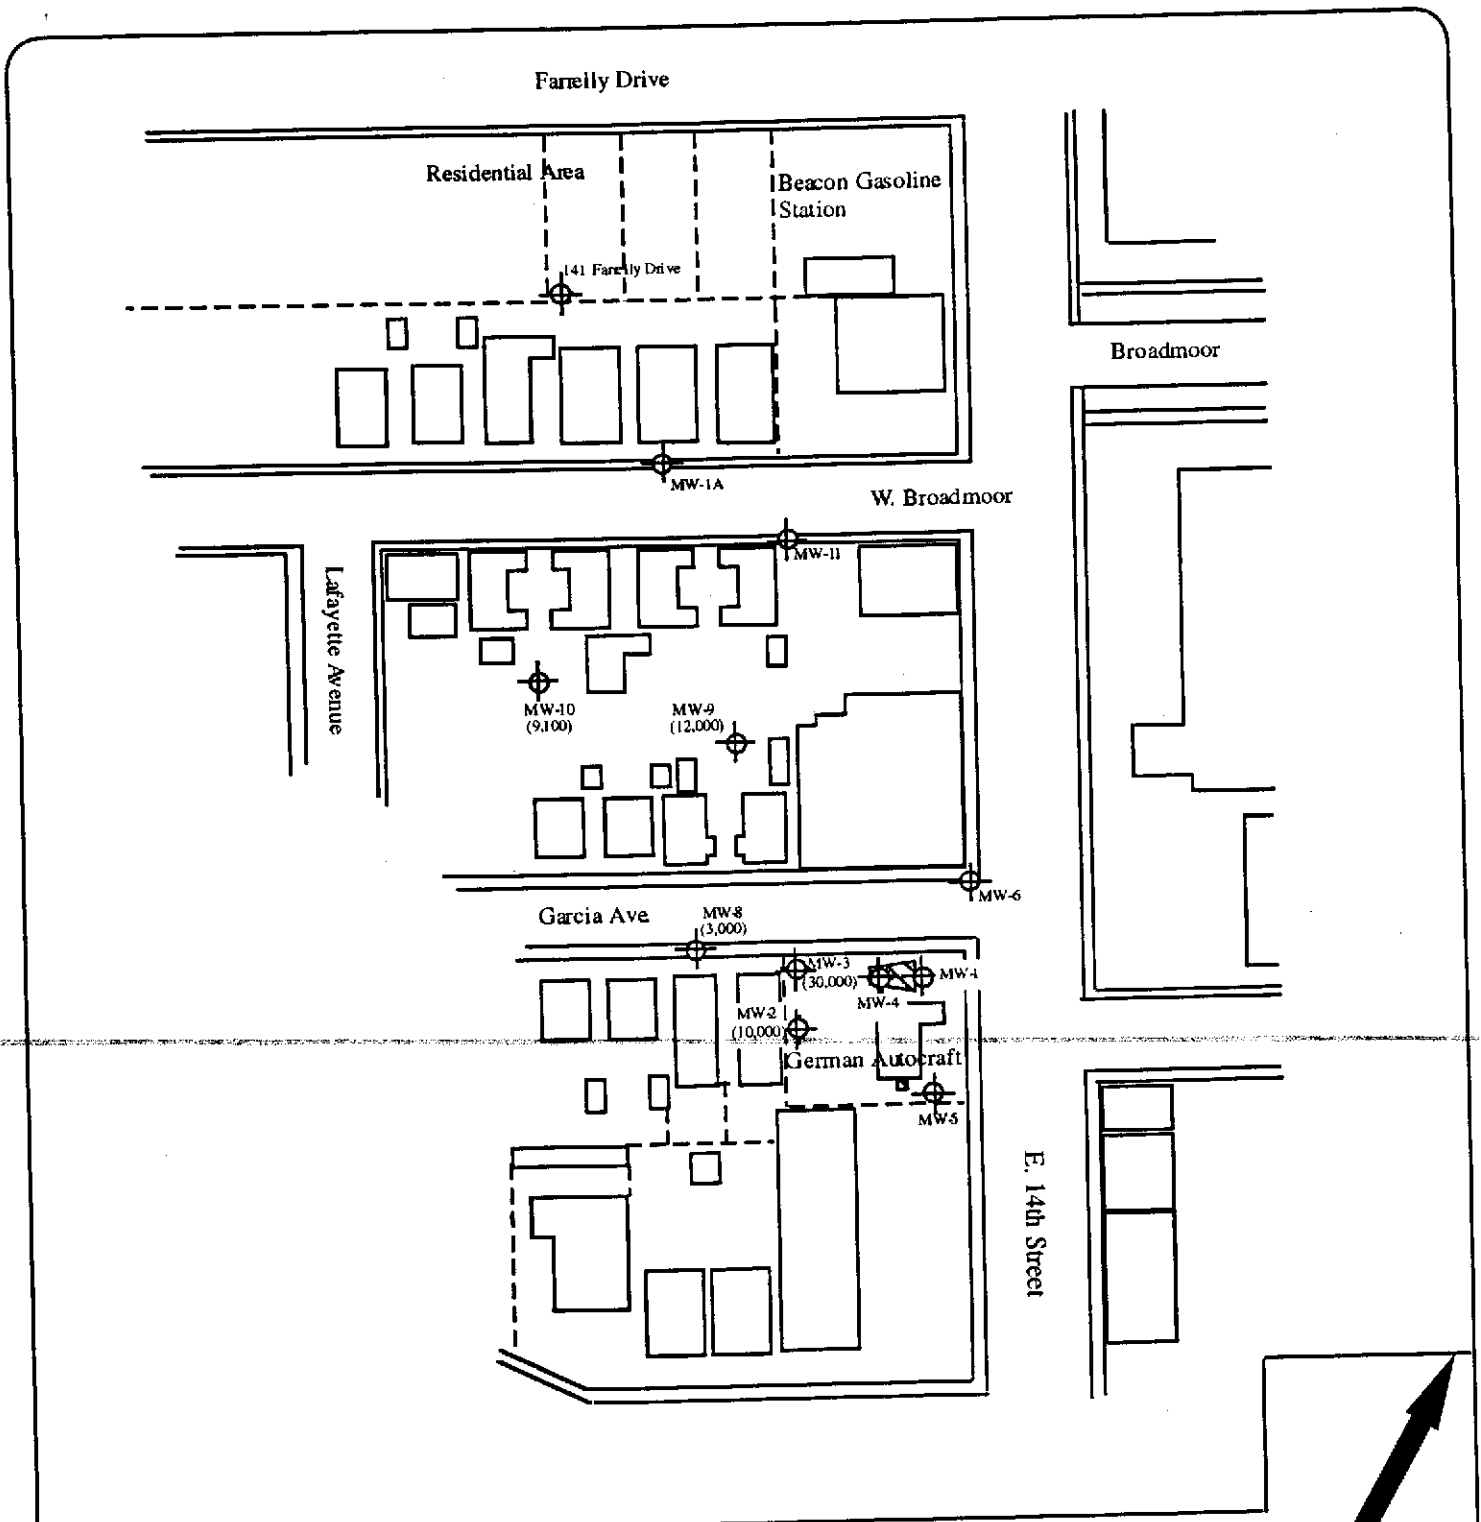 Farrelly Drive
Residential Area
Beacon Gasoline
Station
141 Farrelly Drive
Broadmoor
MW-1A
W. Broadmoor
MW-11
Lafayette Avenue
MW-10
(9,100)
MW-9
(12,000)
MW-6
Garcia Ave
MW-8
(3,000)
MW-3
(30,000)
MW-1
MW-4
MW-2
(10,000)
German Autocraft
MW-5
E. 14th Street